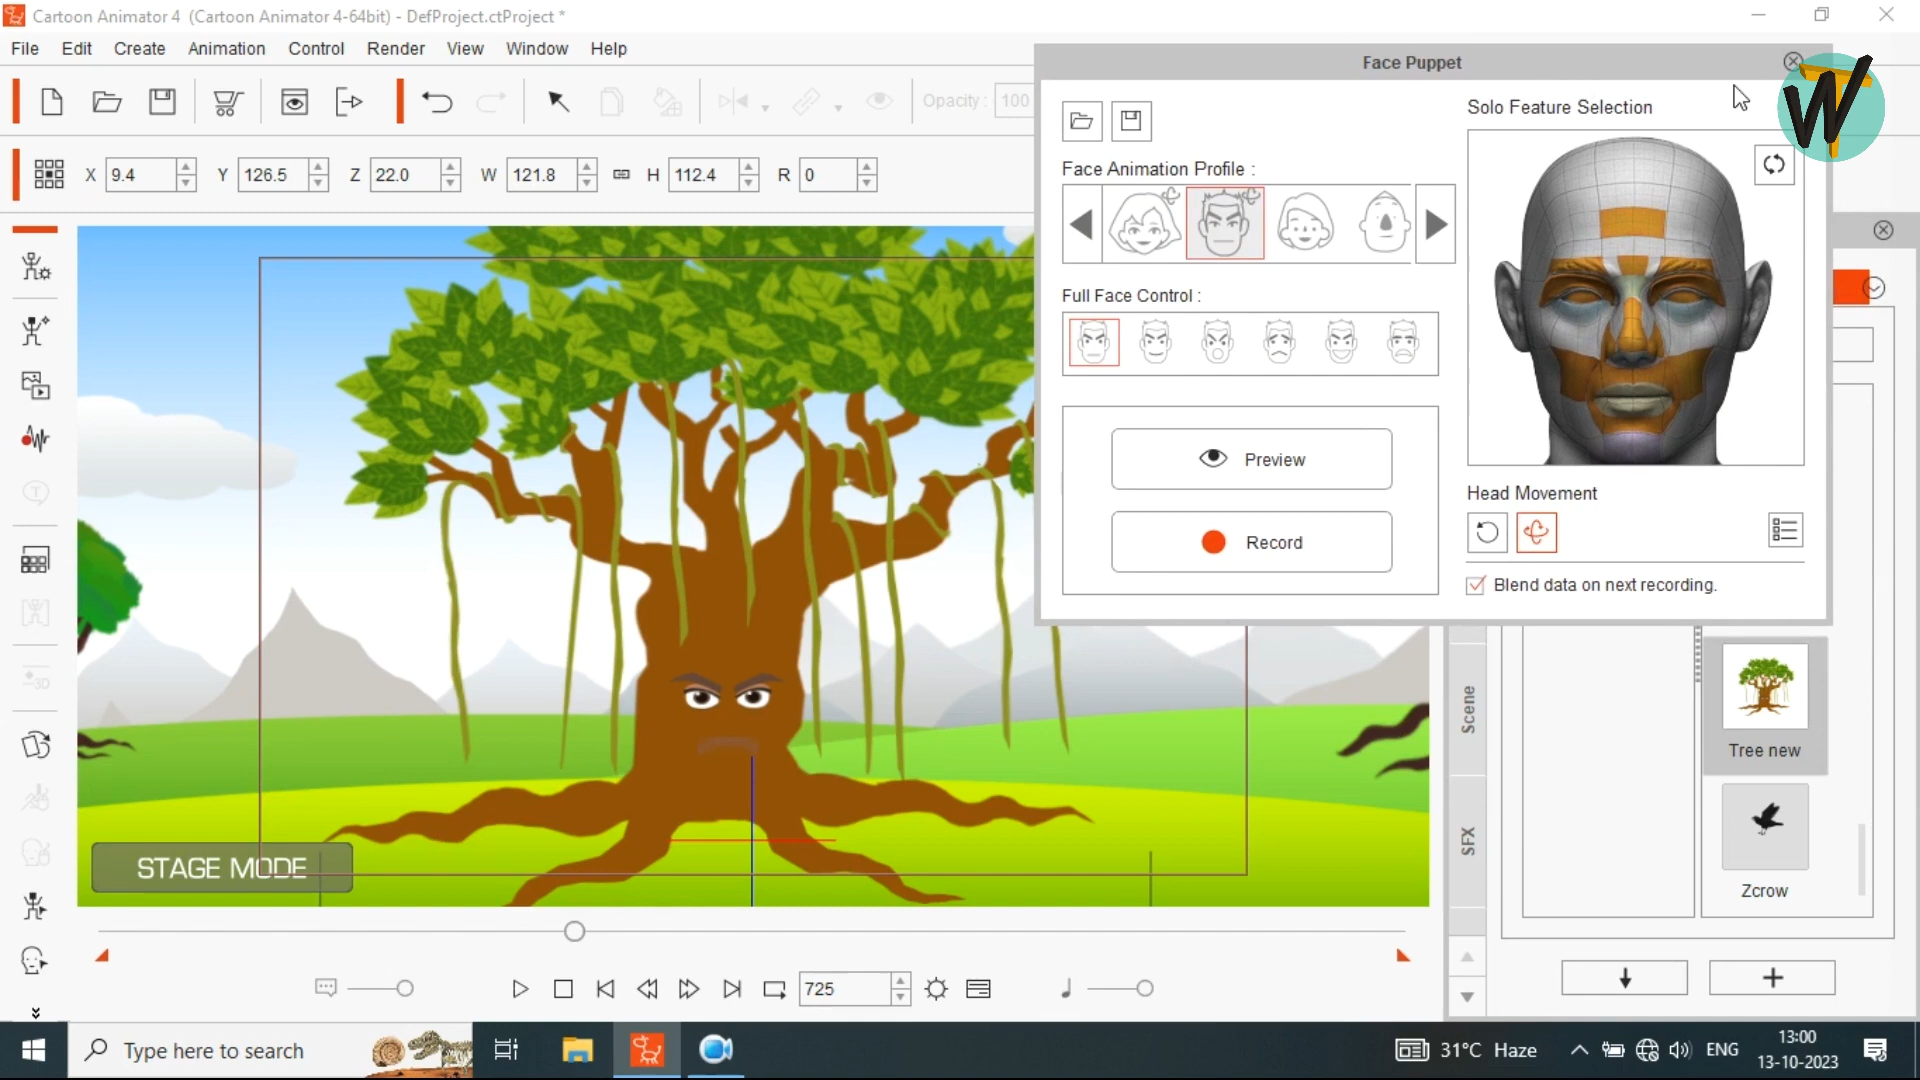 Cartoon Animator 4 (Cartoon Animator 4-64bit) - DefProject.ctProject *
File Edit Create Animation Control Render View Window Help
Opacity : 100
X 9.4 Y 126.5 Z 22.0 W 121.8 H 112.4 R 0
Face Puppet
Solo Feature Selection
WT
Face Animation Profile :
Full Face Control :
Preview
Record
Head Movement
Blend data on next recording.
T
3D
STAGE MODE
Scene
SFX
Tree new
Zcrow
725
Type here to search
31°C Haze
ENG
13:00
13-10-2023